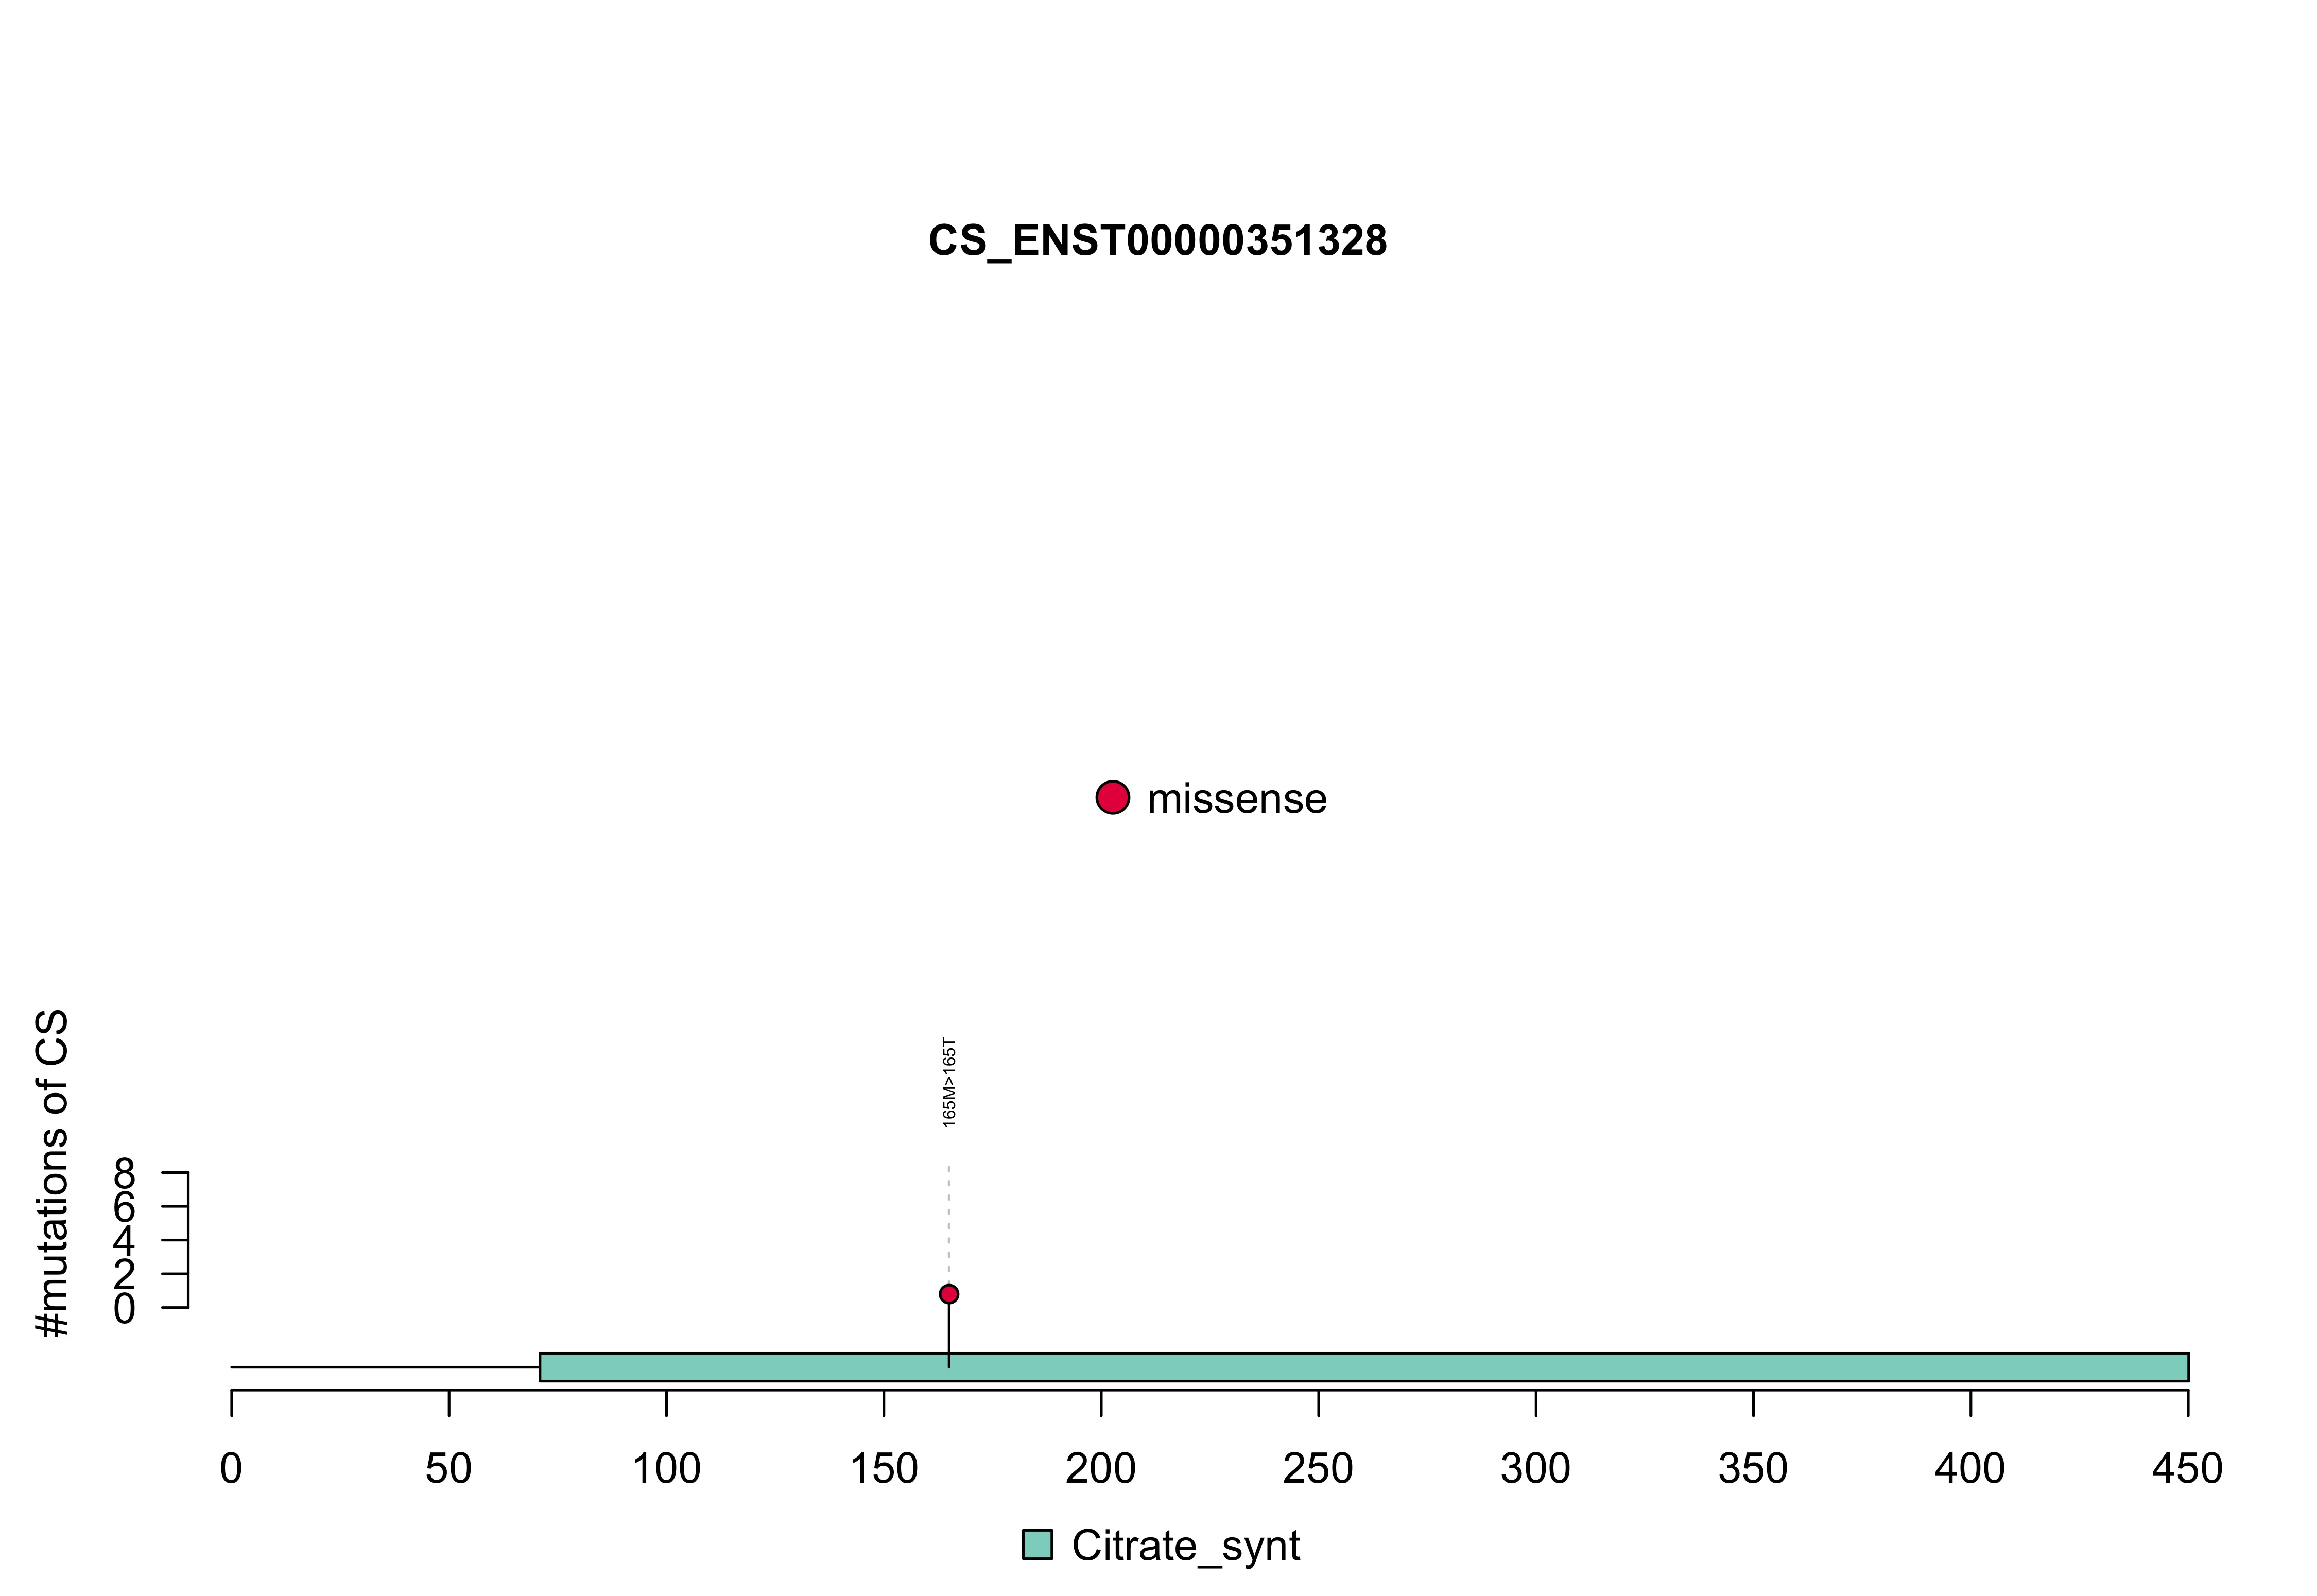 CS_ENST00000351328
missense
#mutations of CS
165M>165T
8
6
4
2
0
0 50 100 150 200 250 300 350 400 450
Citrate_synt